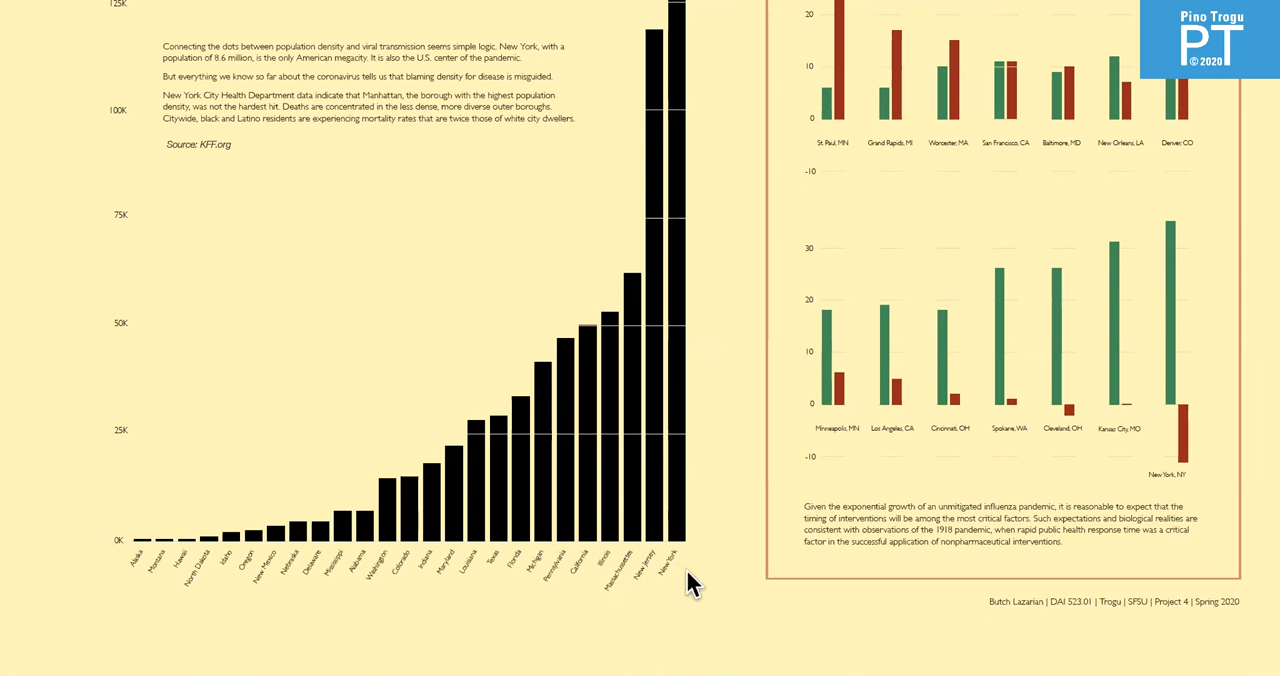 125K
Connecting the dots between population density and viral transmission seems simple logic. New York, with a
population of 8.6 million, is the only American megacity. It is also the U.S. center of the pandemic.
But everything we know so far about the coronavirus tells us that blaming density for disease is misguided.
New York City Health Department data indicate that Manhattan, the borough with the highest population
density, was not the hardest hit. Deaths are concentrated in the less dense, more diverse outer boroughs.
Citywide, black and Latino residents are experiencing mortality rates that are twice those of white city dwellers.
Source: KFF.org
100K
75K
50K
25K
0K
Alaska
Montana
Hawaii
North Dakota
Idaho
Oregon
New Mexico
Nebraska
Delaware
Mississippi
Alabama
Washington
Colorado
Indiana
Maryland
Louisiana
Texas
Florida
Michigan
Pennsylvania
California
Illinois
Massachusettes
New Jersey
New York
Pino Trogu
PT
©2020
20
10
0
St. Paul, MN
Grand Rapids, MI
Worcester, MA
San Francisco, CA
Baltimore, MD
New Orleans, LA
Denver, CO
-10
30
20
10
0
Minneapolis, MN
Los Angeles, CA
Cincinnati, OH
Spokane, WA
Cleveland, OH
Kansas City, MO
-10
New York, NY
Given the exponential growth of an unmitigated influenza pandemic, it is reasonable to expect that the
timing of interventions will be among the most critical factors. Such expectations and biological realities are
consistent with observations of the 1918 pandemic, when rapid public health response time was a critical
factor in the successful application of nonpharmaceutical interventions.
Butch Lazarian | DAI 523.01 | Trogu | SFSU | Project 4 | Spring 2020